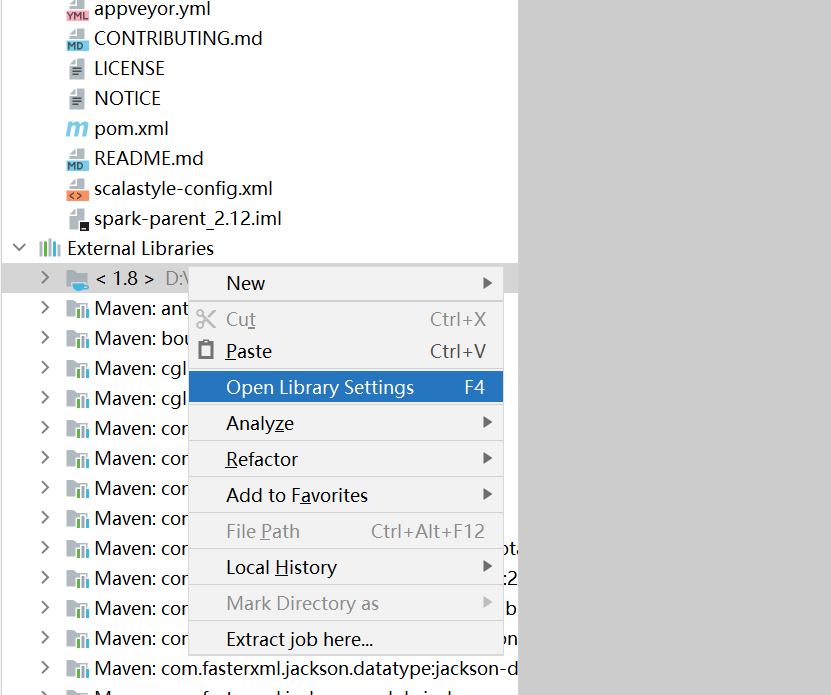 YML
appveyor.yml
MD
CONTRIBUTING.md
LICENSE
NOTICE
m
pom.xml
MD
README.md
<>
scalastyle-config.xml
spark-parent_2.12.iml
External Libraries
< 1.8 > D:\
New
Maven: ant
Cut Ctrl+X
Maven: bou
Paste Ctrl+V
Maven: cgl
Open Library Settings F4
Maven: cgl
Analyze
Maven: com
Refactor
Maven: com
Add to Favorites
Maven: com
Maven: com
File Path Ctrl+Alt+F12
Maven: com
Local History
Maven: com :2
Mark Directory as
Maven: com b
Extract job here...
Maven: com on
Maven: com.fasterxml.jackson.datatype:jackson-d